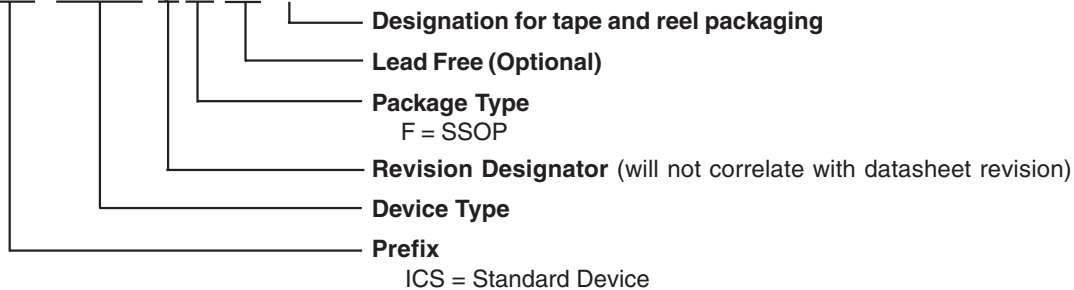 Designation for tape and reel packaging
Lead Free (Optional)
Package Type
F = SSOP
Revision Designator (will not correlate with datasheet revision)
Device Type
Prefix
ICS = Standard Device